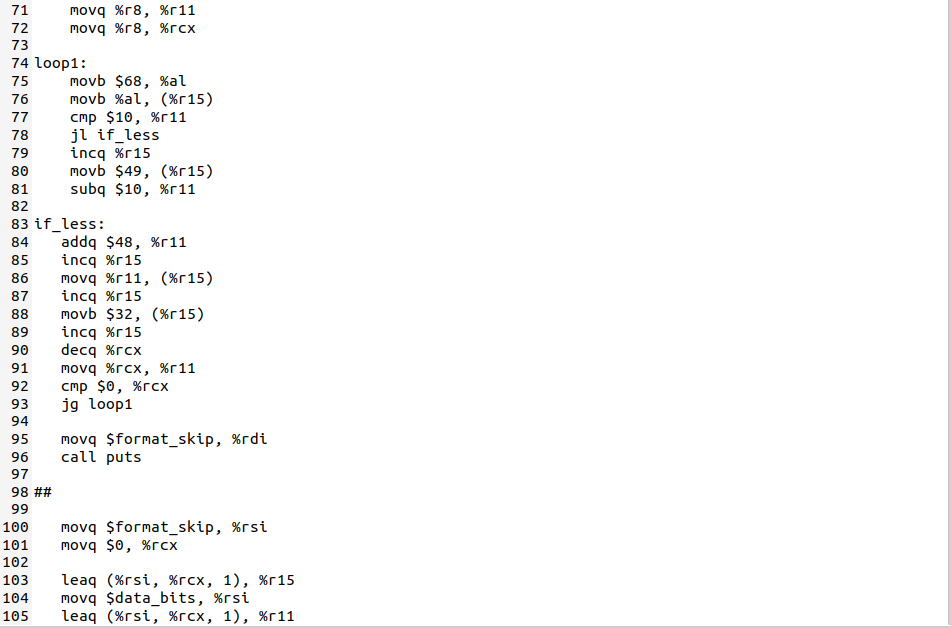 71 movq %r8, %r11
72 movq %r8, %rcx
73
74 loop1:
75 movb $68, %al
76 movb %al, (%r15)
77 cmp $10, %r11
78 jl if_less
79 incq %r15
80 movb $49, (%r15)
81 subq $10, %r11
82
83 if_less:
84 addq $48, %r11
85 incq %r15
86 movq %r11, (%r15)
87 incq %r15
88 movb $32, (%r15)
89 incq %r15
90 decq %rcx
91 movq %rcx, %r11
92 cmp $0, %rcx
93 jg loop1
94
95 movq $format_skip, %rdi
96 call puts
97
98 ##
99
100 movq $format_skip, %rsi
101 movq $0, %rcx
102
103 leaq (%rsi, %rcx, 1), %r15
104 movq $data_bits, %rsi
105 leaq (%rsi, %rcx, 1), %r11